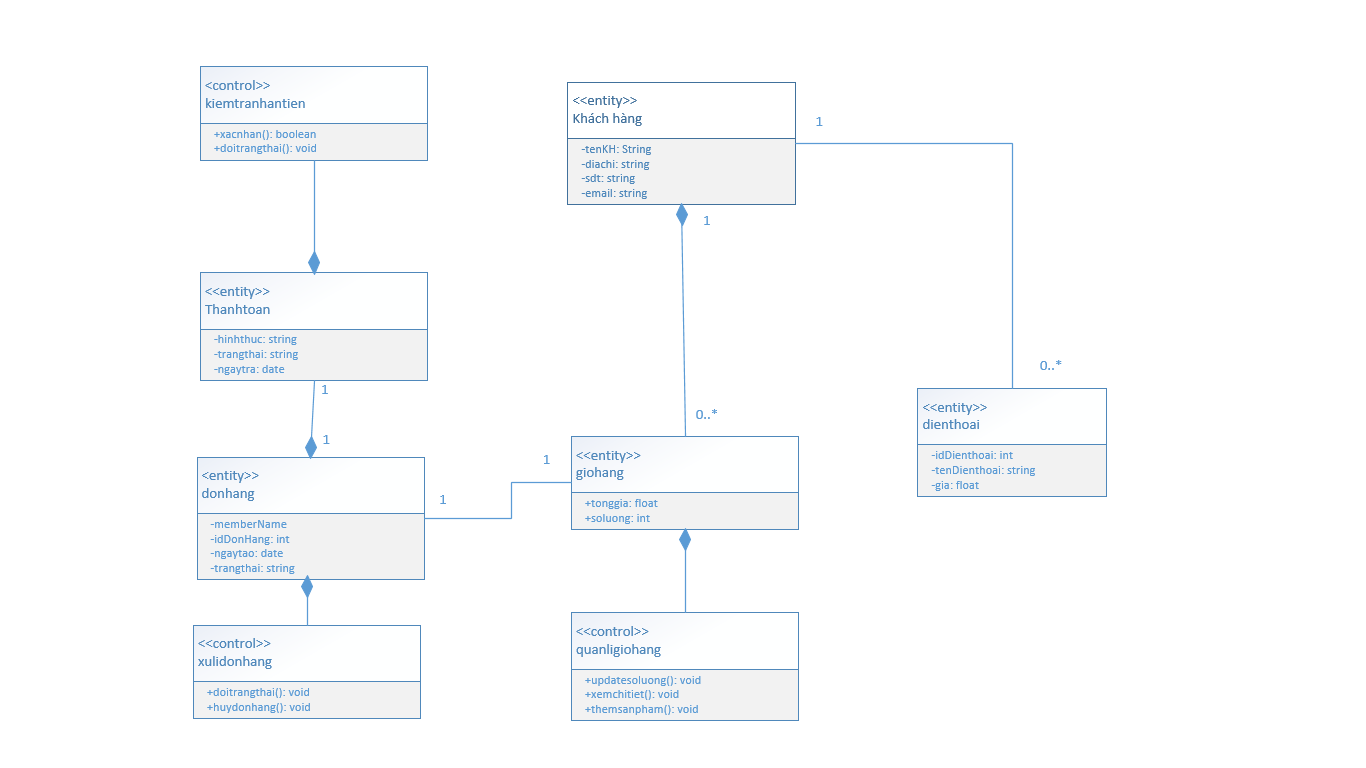 <control>>
kiemtranhantien
+xacnhan(): boolean
+doitrangthai(): void
<<entity>>
Khách hàng
-tenKH: String
-diachi: string
-sdt: string
-email: string
1
1
<<entity>>
Thanhtoan
-hinhthuc: string
-trangthai: string
-ngaytra: date
1
1
0..*
0..*
<<entity>>
dienthoai
-idDienthoai: int
-tenDienthoai: string
-gia: float
<entity>>
donhang
-memberName
-idDonHang: int
-ngaytao: date
-trangthai: string
1
1
<<entity>>
giohang
+tonggia: float
+soluong: int
<<control>>
xulidonhang
+doitrangthai(): void
+huydonhang(): void
<<control>>
quanligiohang
+updatesoluong(): void
+xemchitiet(): void
+themsanpham(): void